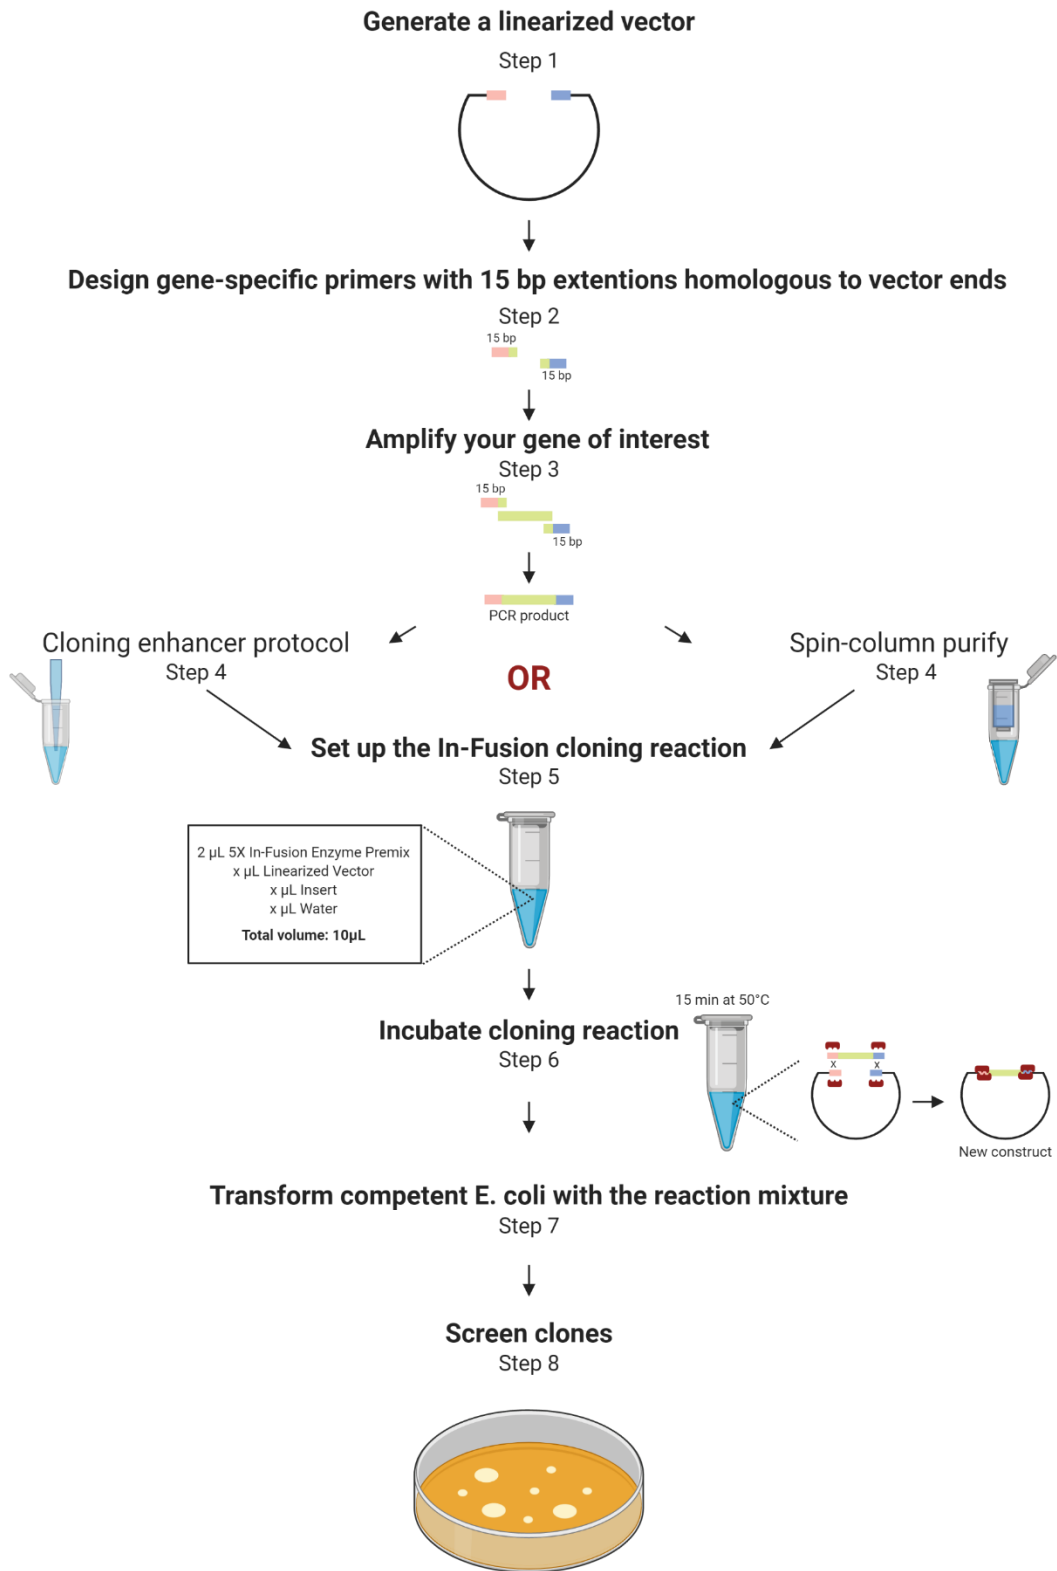 Generate a linearized vector
Step 1
Design gene-specific primers with 15 bp extentions homologous to vector ends
Step 2
15 bp
15 bp
Amplify your gene of interest
Step 3
15 bp
15 bp
PCR product
Cloning enhancer protocol
Step 4
OR
Spin-column purify
Step 4
Set up the In-Fusion cloning reaction
Step 5
2 µL 5X In-Fusion Enzyme Premix
x µL Linearized Vector
x µL Insert
x µL Water
Total volume: 10µL
15 min at 50°C
Incubate cloning reaction
Step 6
x x
New construct
Transform competent E. coli with the reaction mixture
Step 7
Screen clones
Step 8